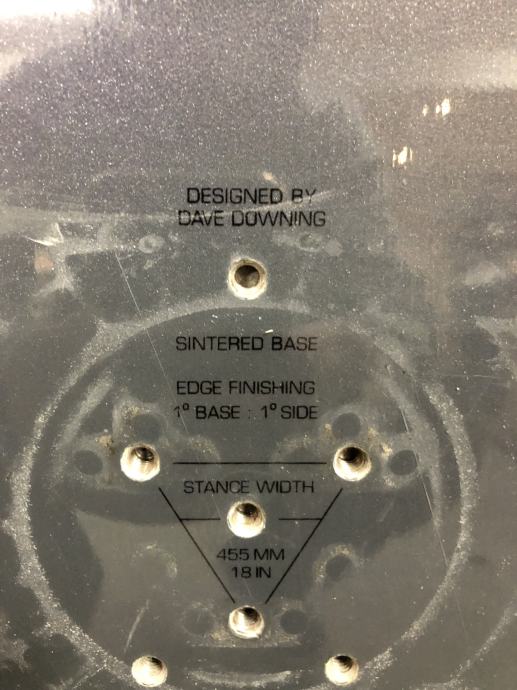 DESIGNED BY
DAVE DOWNING
SINTERED BASE
EDGE FINISHING
1° BASE : 1° SIDE
STANCE WIDTH
455 MM
18 IN